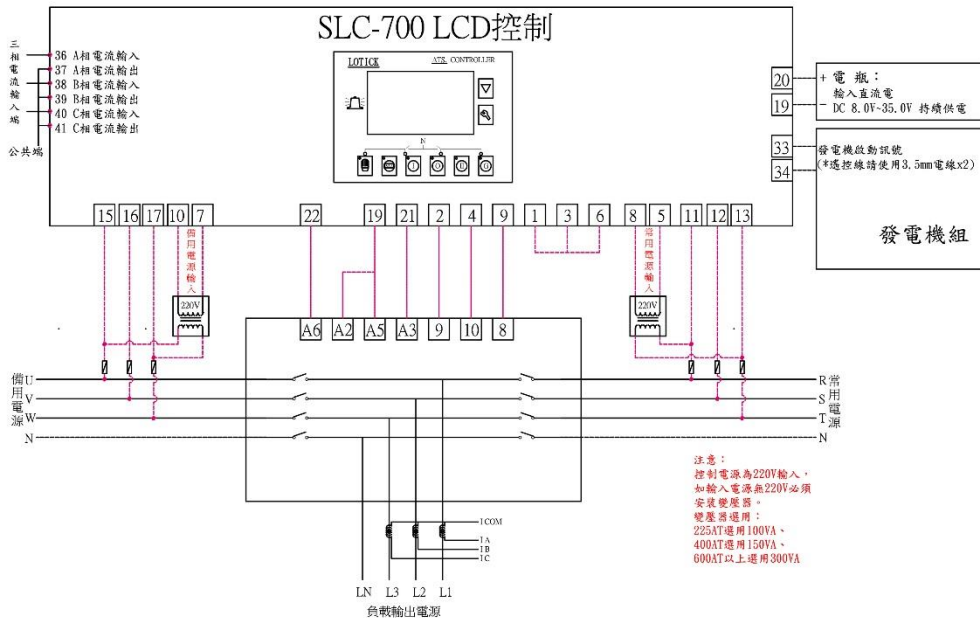 SLC-700 LCD控制
三相電流輸入端
36 A相電流輸入
37 A相電流輸出
38 B相電流輸入
39 B相電流輸出
40 C相電流輸入
41 C相電流輸出
公共端
LOTICK
ATS CONTROLLER
N
20
+ 電瓶：
輸入直流電
19
- DC 8.0V~35.0V 持續供電
33
發電機啟動訊號
34
(*遙控線請使用3.5mm電線x2)
發電機組
15 16 17 10 7 22 19 21 2 4 9 1 3 6 8 5 11 12 13
備用電源輸入
常用電源輸入
220V
220V
A6 A2 A5 A3 9 10 8
備用電源
U
V
W
N
R
S
T
N
常用電源
注意：
控制電源為220V輸入，
如輸入電源無220V必須
安裝變壓器。
變壓器選用：
225AT選用100VA、
400AT選用150VA、
600AT以上選用300VA
ICOM
IA
IB
IC
LN L3 L2 L1
負載輸出電源